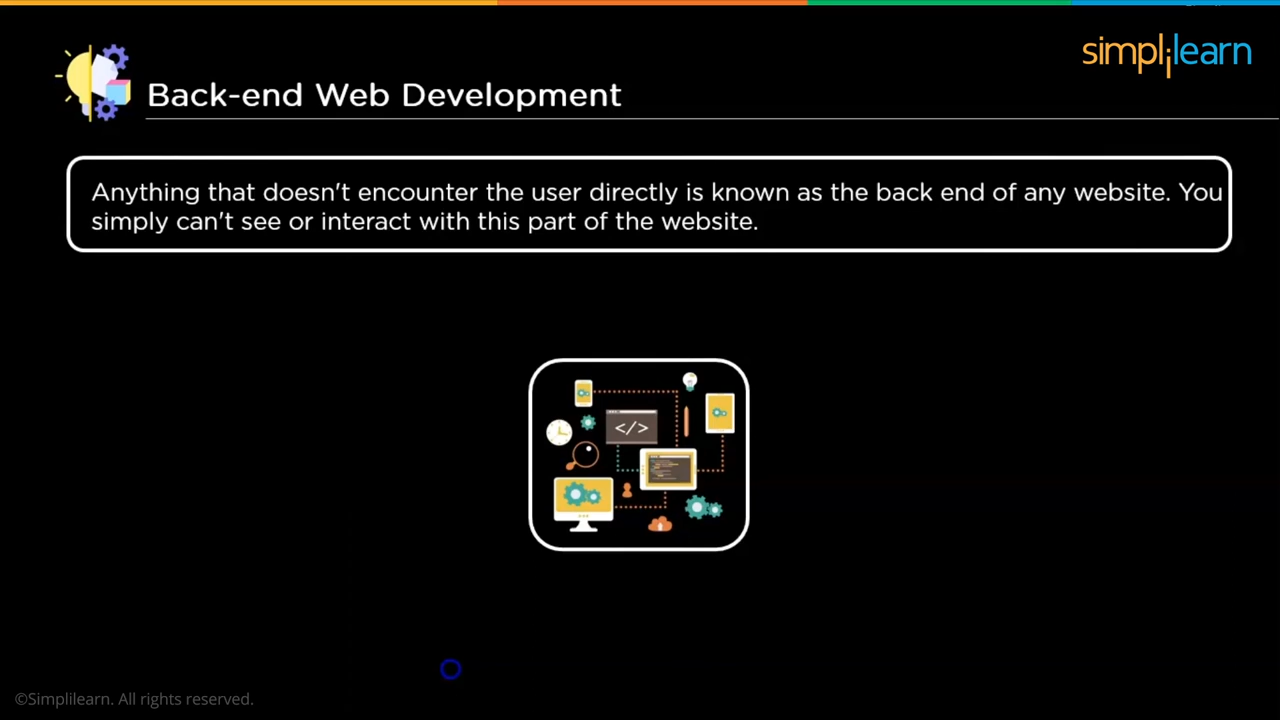 simplilearn
Back-end Web Development
Anything that doesn't encounter the user directly is known as the back end of any website. You
simply can't see or interact with this part of the website.
</>
©Simplilearn. All rights reserved.